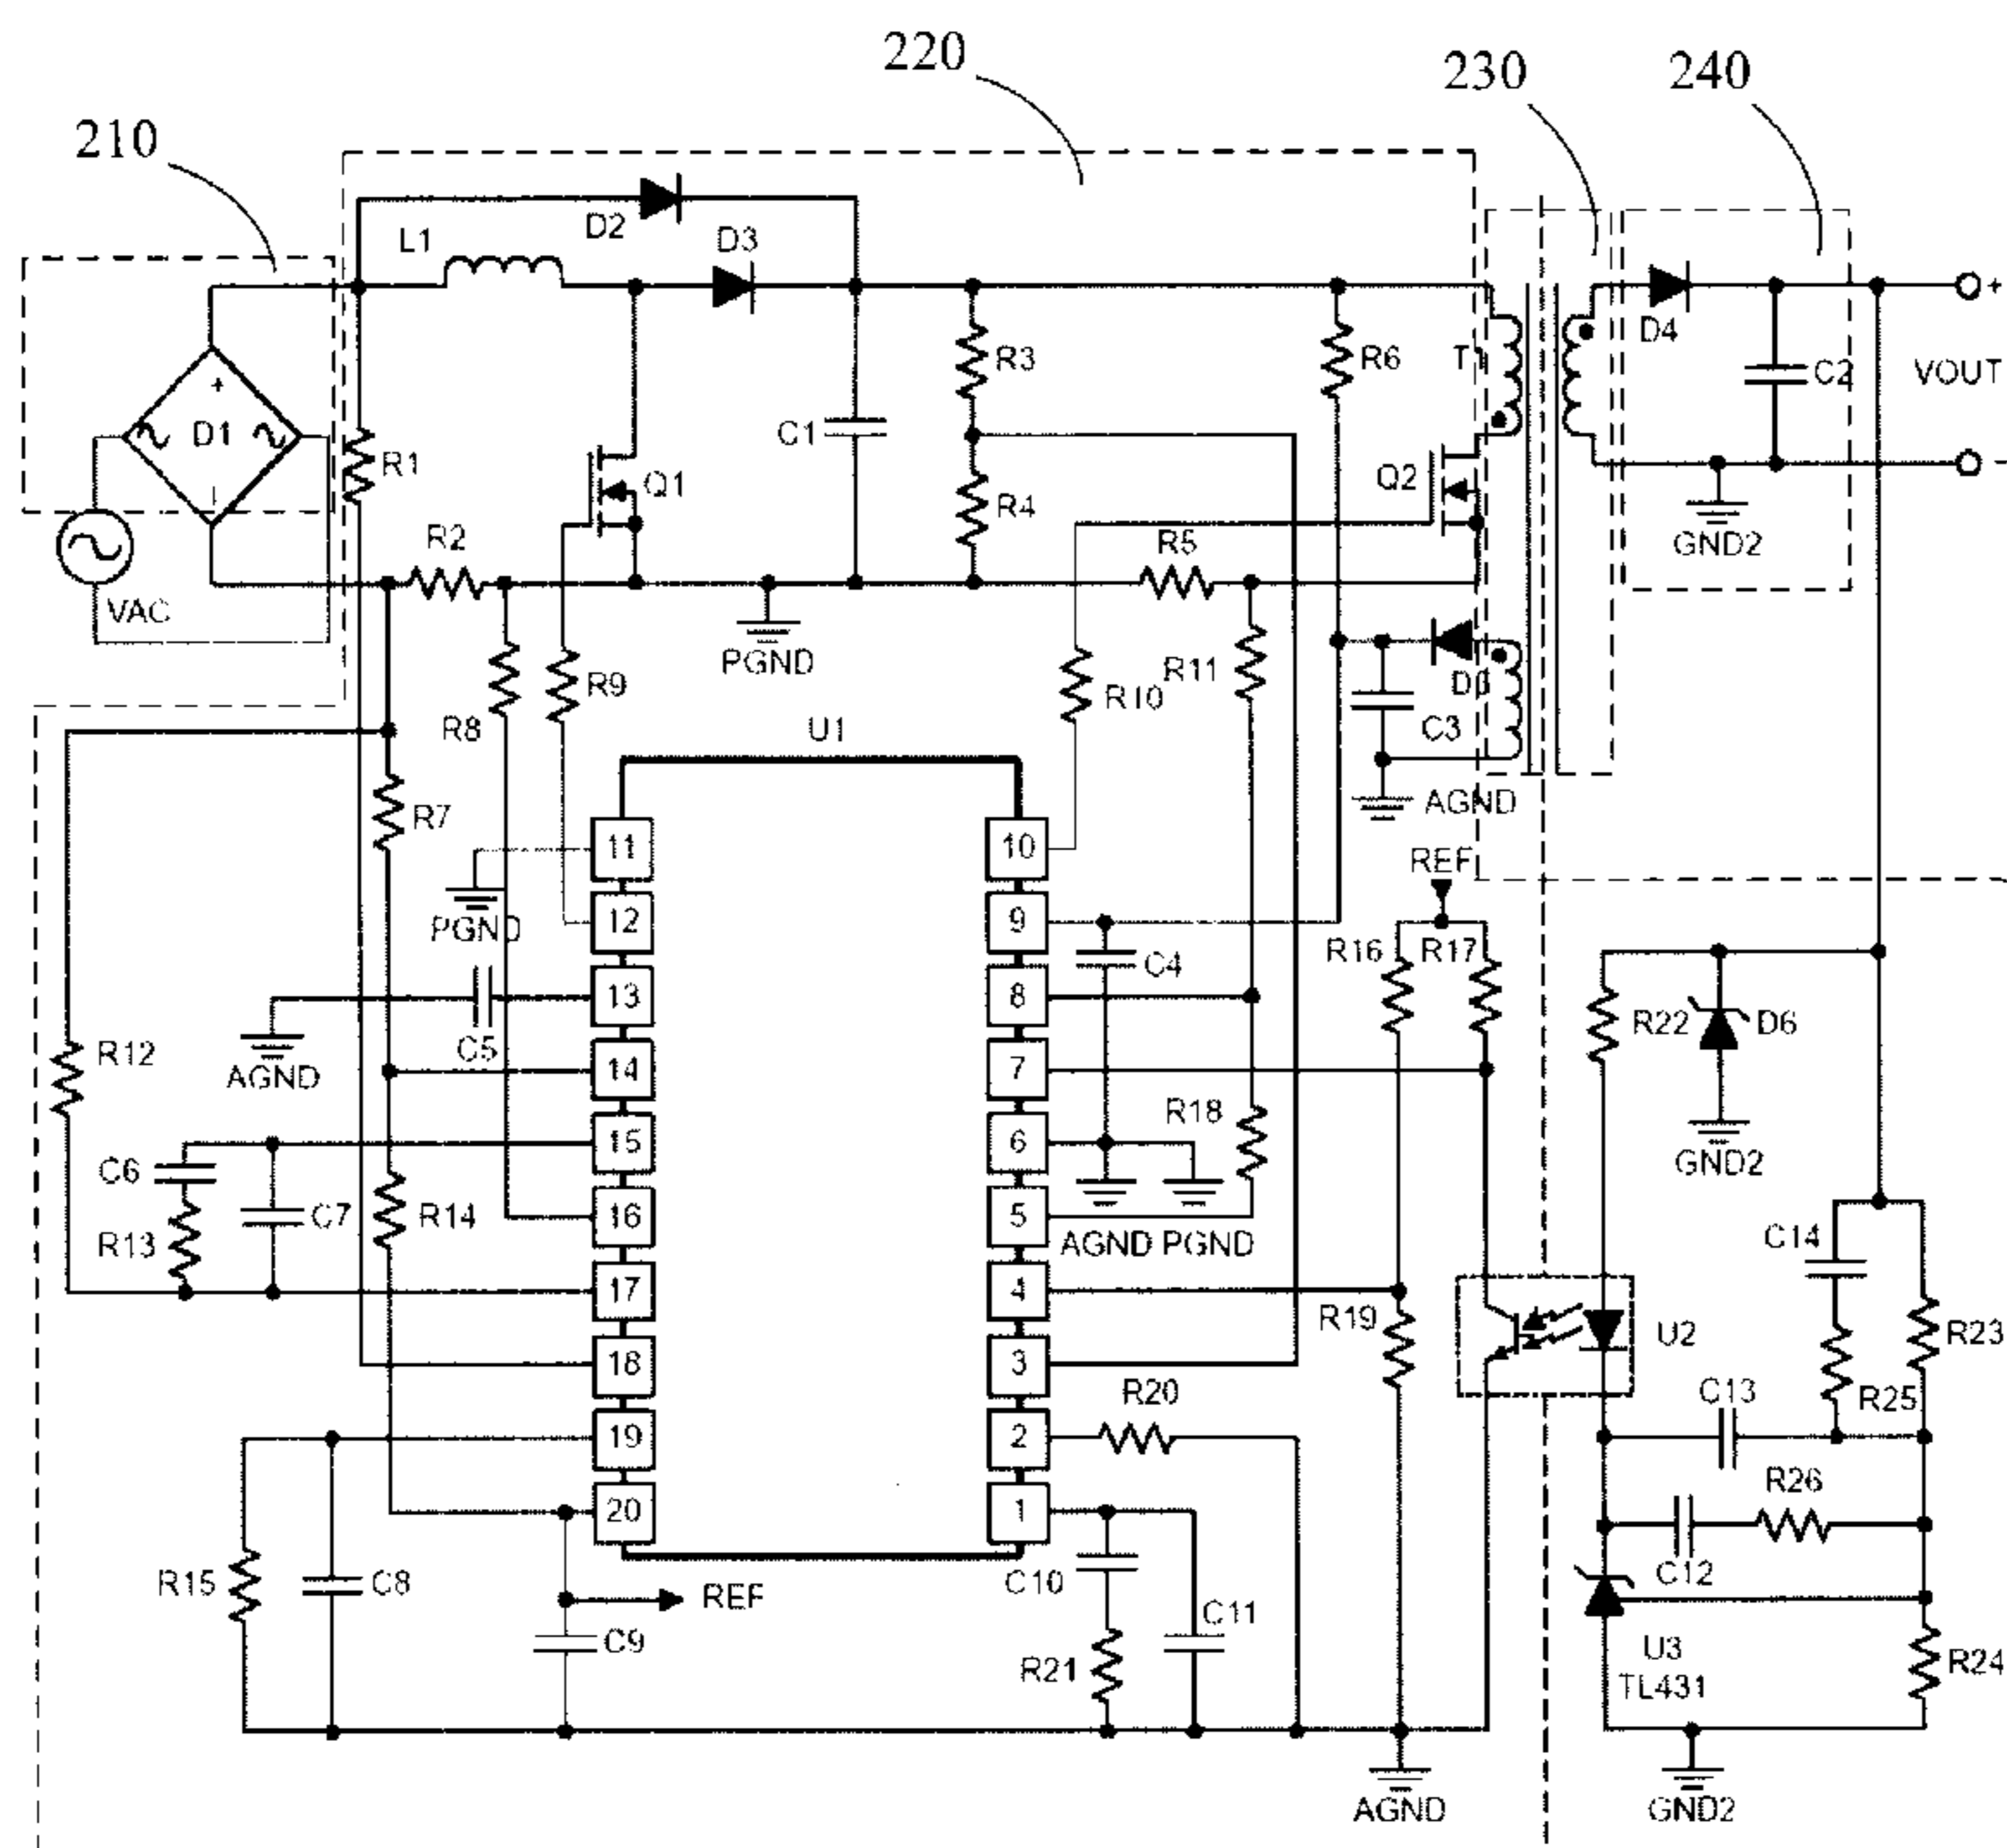 220
230
240
210
D2
L1
D3
+
D4
R3
R6
T
C2
VOUT
+
D1
C1
R1
Q1
Q2
R4
−
−
R2
R5
GND2
VAC
PGND
R11
R9
R10
D
C3
R8
U1
R7
AGND
11
10
REF
PGND
12
9
R16
R17
C4
13
8
R22
D6
R12
C5
AGND
14
7
R18
GND2
C6
15
6
C7
R14
16
5
R13
AGND
PGND
C14
17
4
R19
U2
R23
18
3
R20
C13
R25
19
2
R26
20
1
R15
C8
REF
C10
C12
C11
C9
R21
U3
TL431
R24
AGND
GND2